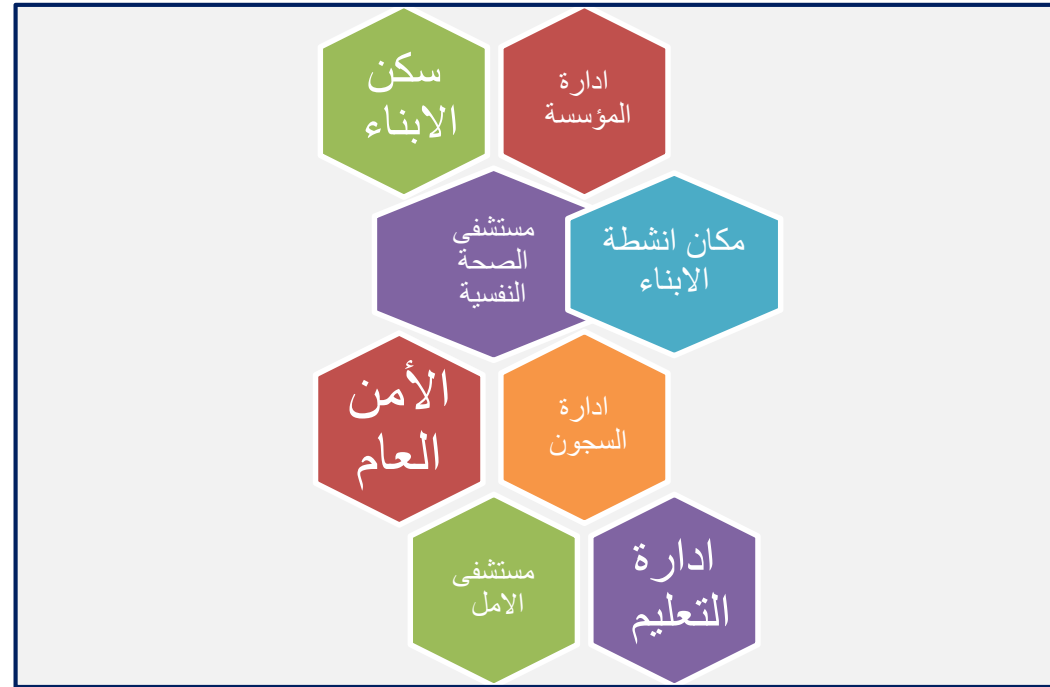 ادارة
المؤسسة
سكن
الابناء
مكان انشطة
الابناء
مستشفى
الصحة
النفسية
ادارة
السجون
الأمن
العام
ادارة
التعليم
مستشفى
الامل